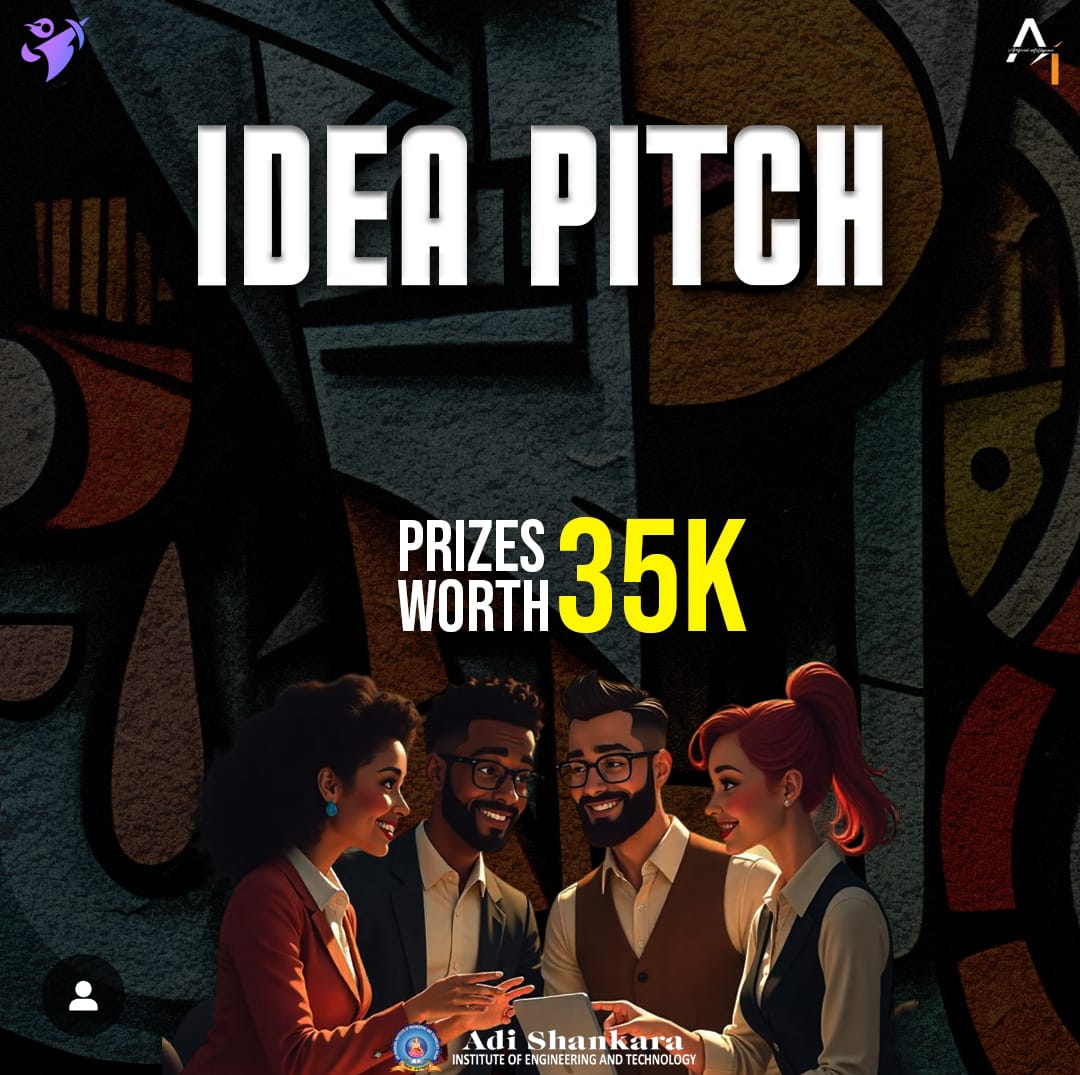 IDEA PITCH
PRIZES
WORTH 35K
Adi Shankara
INSTITUTE OF ENGINEERING AND TECHNOLOGY